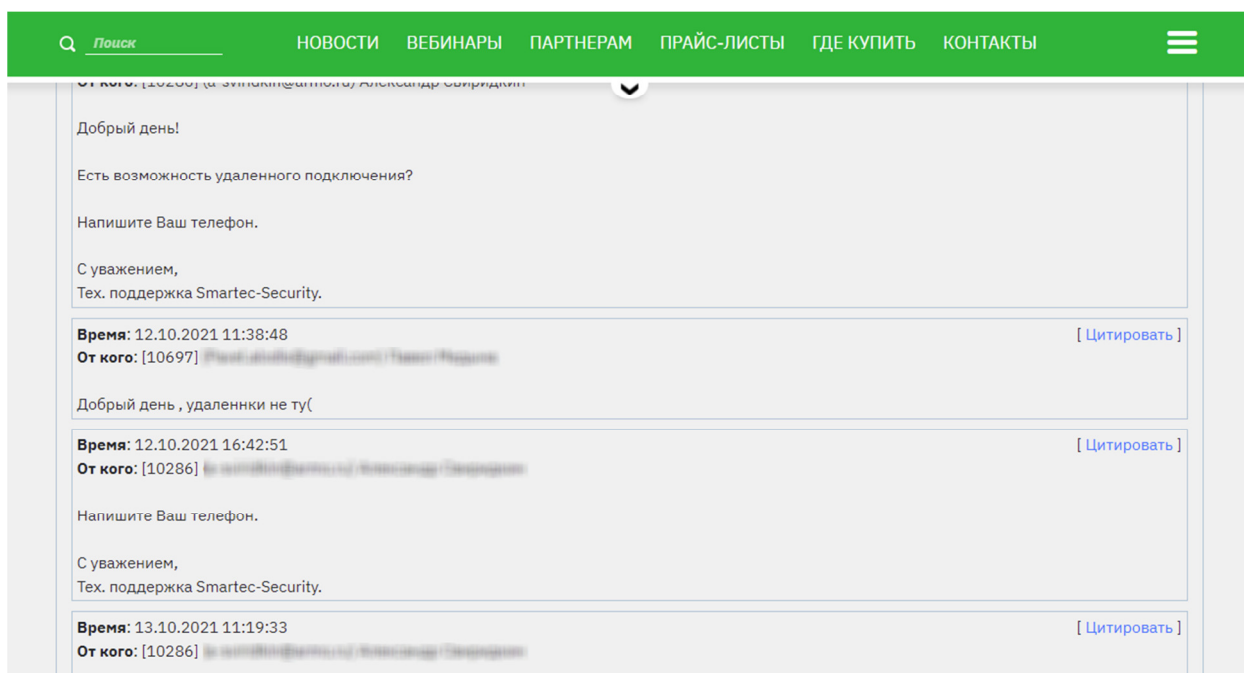 Поиск
НОВОСТИ ВЕБИНАРЫ ПАРТНЕРАМ ПРАЙС-ЛИСТЫ ГДЕ КУПИТЬ КОНТАКТЫ
От кого: [10286]
Добрый день!
Есть возможность удаленного подключения?
Напишите Ваш телефон.
С уважением,
Тех. поддержка Smartec-Security.
Время: 12.10.2021 11:38:48 [ Цитировать ]
От кого: [10697]
Добрый день , удаленнки не ту(
Время: 12.10.2021 16:42:51 [ Цитировать ]
От кого: [10286]
Напишите Ваш телефон.
С уважением,
Тех. поддержка Smartec-Security.
Время: 13.10.2021 11:19:33 [ Цитировать ]
От кого: [10286]